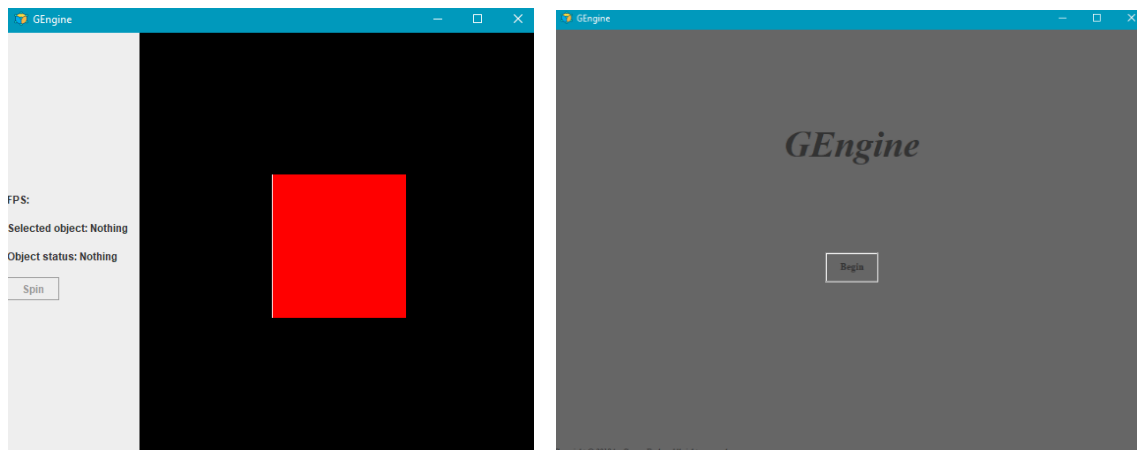 GEngine
FPS:
Selected object: Nothing
Object status: Nothing
Spin
GEngine
GEngine
Begin